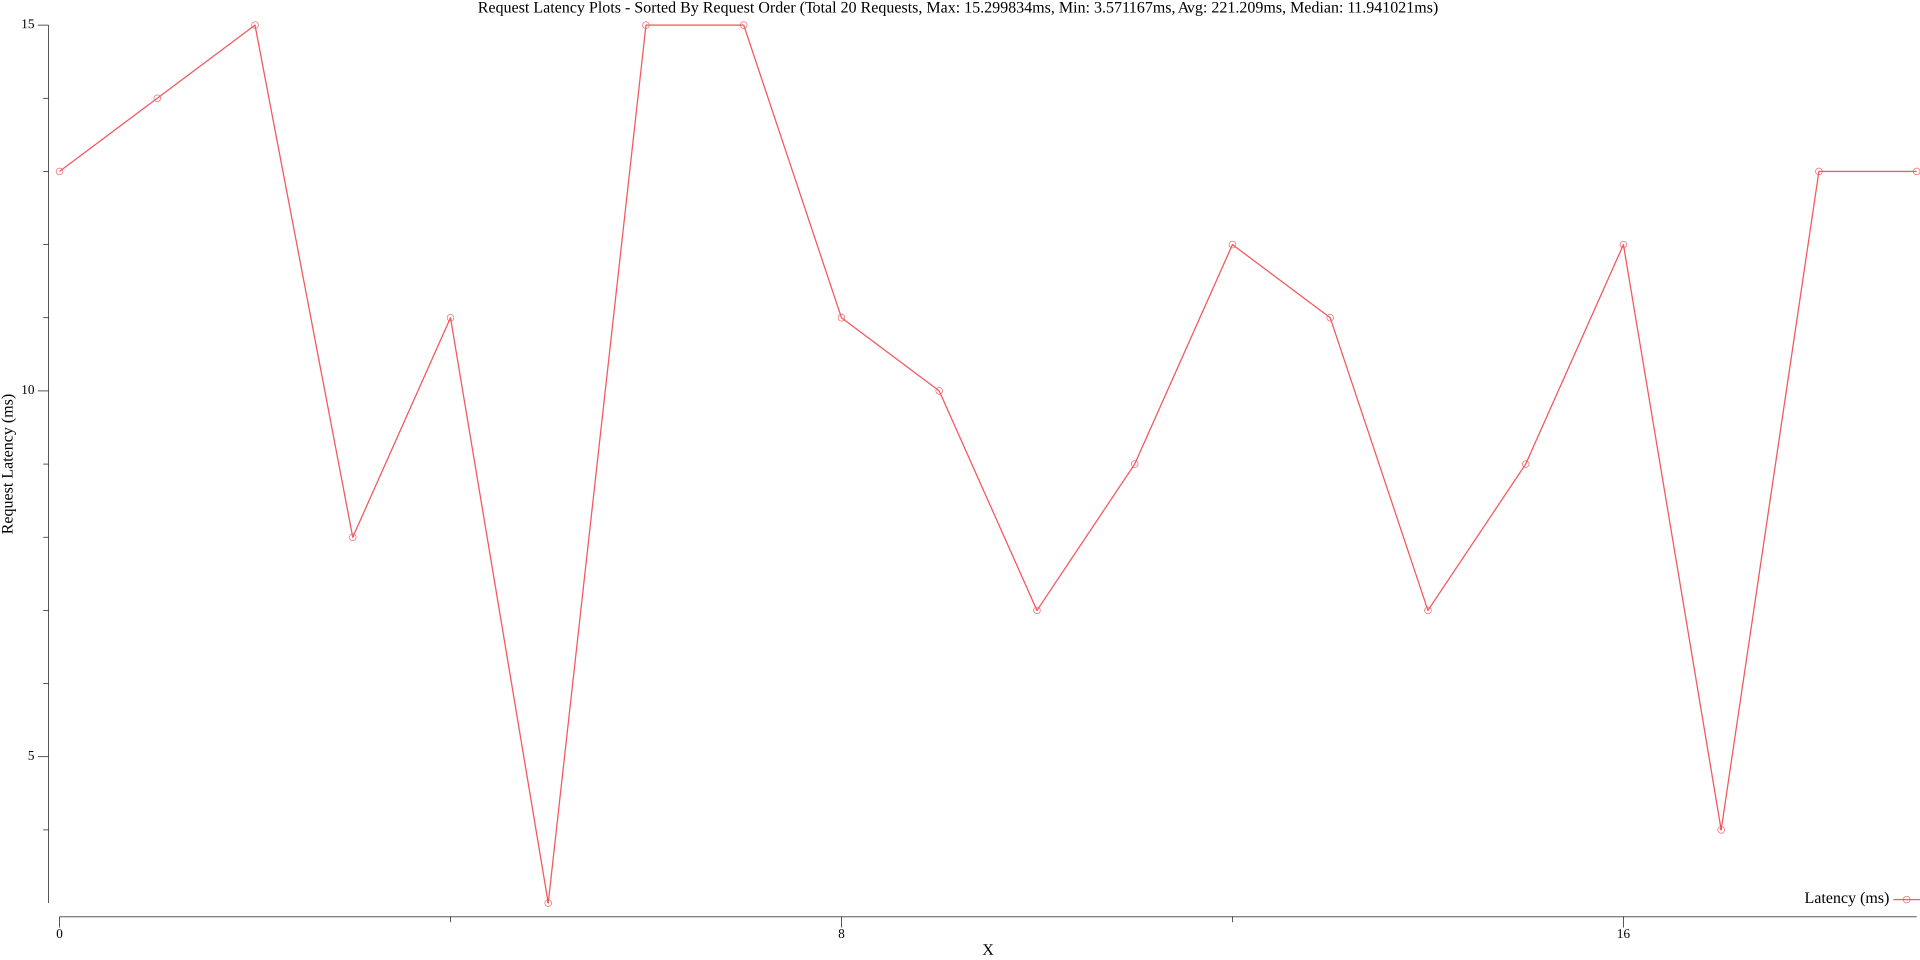 Request Latency Plots - Sorted By Request Order (Total 20 Requests, Max: 15.299834ms, Min: 3.571167ms, Avg: 221.209ms, Median: 11.941021ms)
15
10
5
Request Latency (ms)
Latency (ms)
0
8
16
X